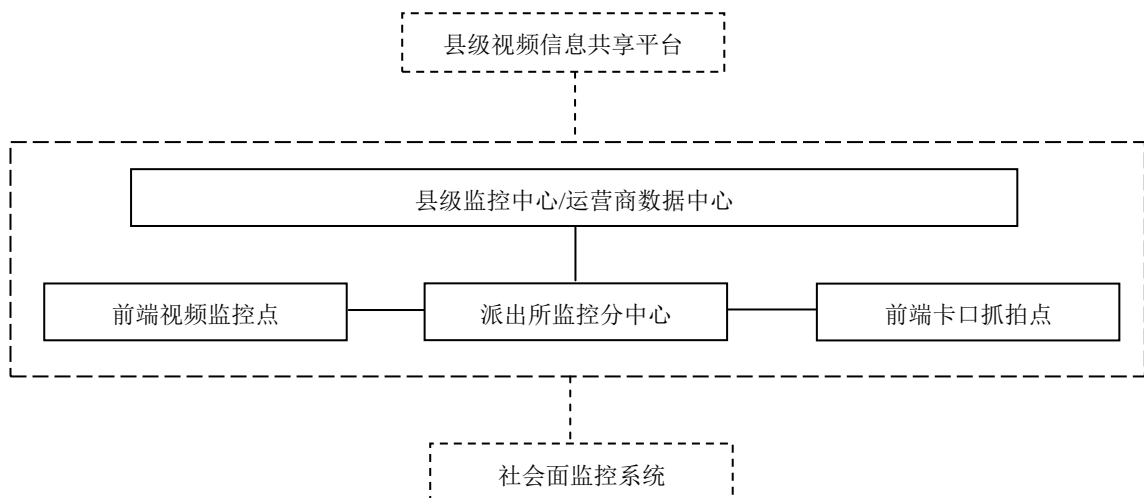 县级视频信息共享平台
县级监控中心/运营商数据中心
前端视频监控点
派出所监控分中心
前端卡口抓拍点
社会面监控系统